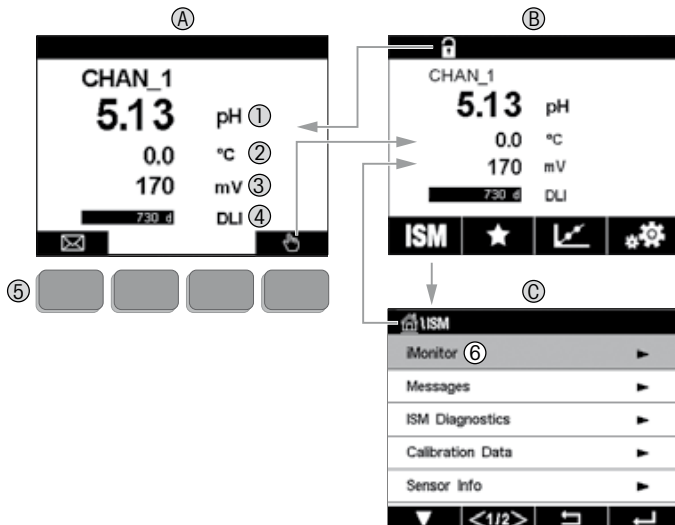 Ⓐ
CHAN_1
5.13 pH ①
0.0 °C ②
170 mV ③
730 d DLI ④
⑤
Ⓑ
CHAN_1
5.13 pH
0.0 °C
170 mV
730 d DLI
ISM
Ⓒ
\ISM
iMonitor ⑥
Messages
ISM Diagnostics
Calibration Data
Sensor Info
<1/2>